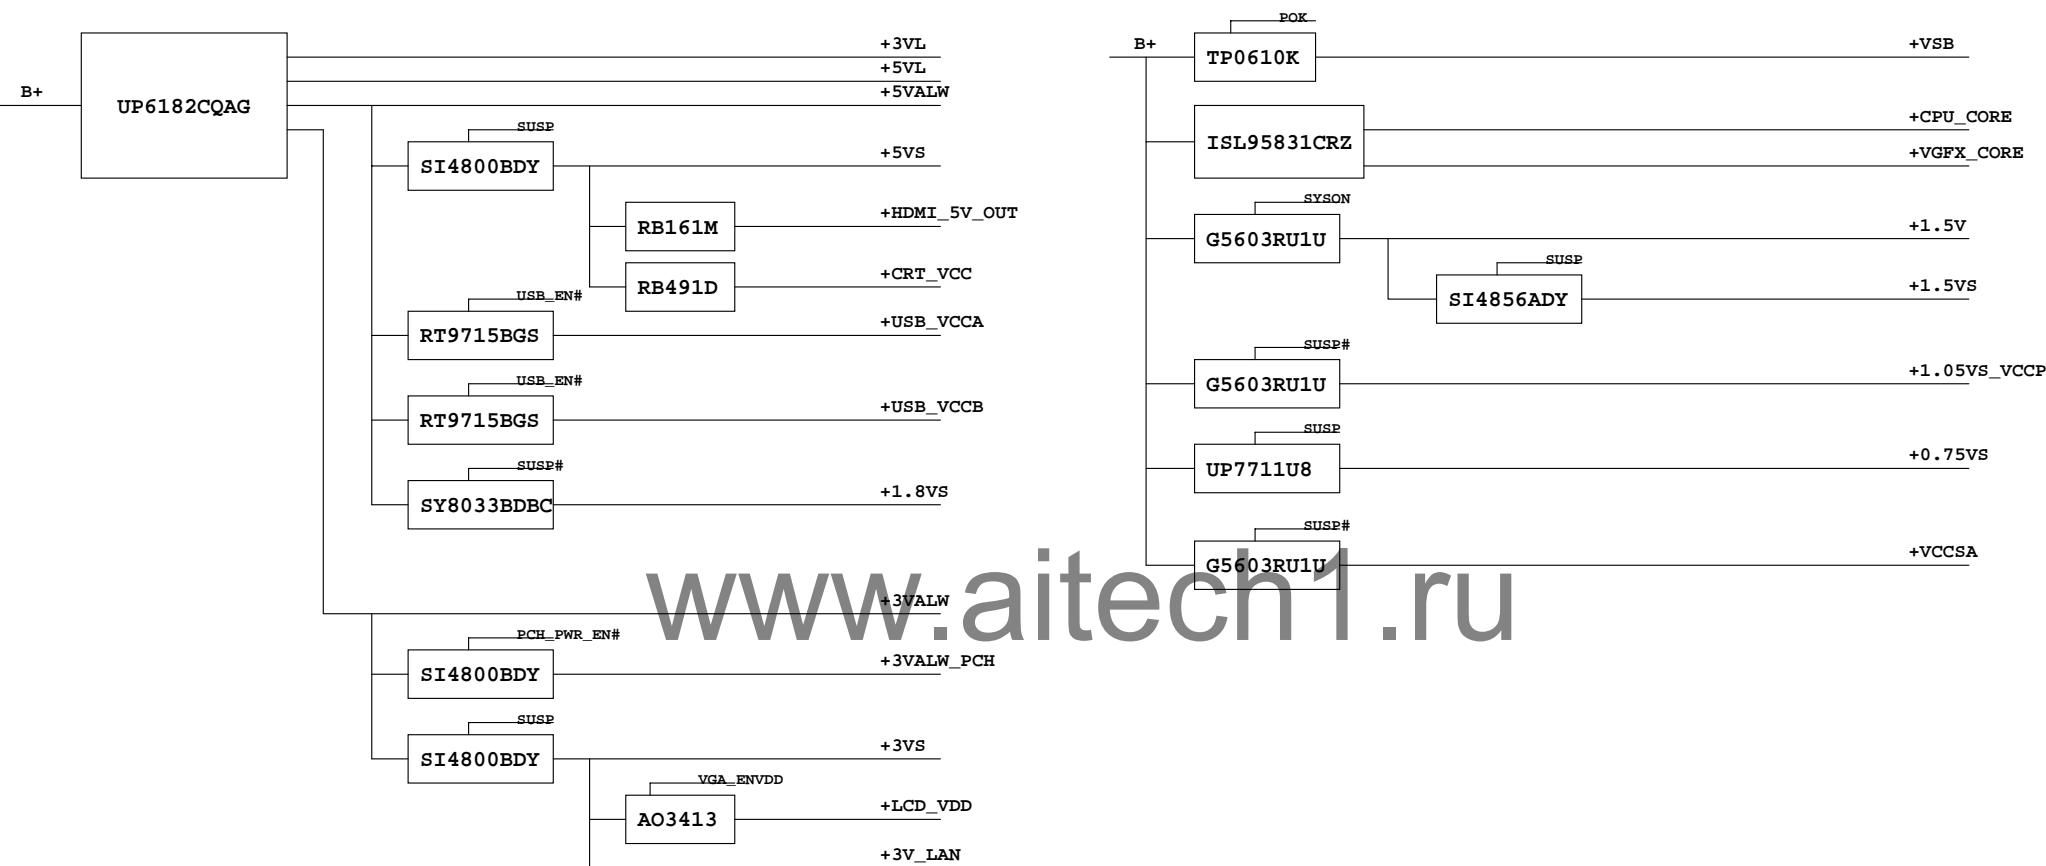 B+
UP6182CQAG
+3VL
+5VL
+5VALW
SUSP
SI4800BDY
+5VS
RB161M
+HDMI_5V_OUT
RB491D
+CRT_VCC
USB_EN#
RT9715BGS
+USB_VCCA
USB_EN#
RT9715BGS
+USB_VCCB
SUSP#
SY8033BDBC
+1.8VS
+3VALW
PCH_PWR_EN#
SI4800BDY
+3VALW_PCH
SUSP
SI4800BDY
+3VS
VGA_ENVDD
AO3413
+LCD_VDD
+3V_LAN
B+
POK
TP0610K
+VSB
ISL95831CRZ
+CPU_CORE
+VGFX_CORE
SYSON
G5603RU1U
+1.5V
SUSP
SI4856ADY
+1.5VS
SUSP#
G5603RU1U
+1.05VS_VCCP
SUSP
UP7711U8
+0.75VS
SUSP#
G5603RU1U
+VCCSA
www.aitech1.ru